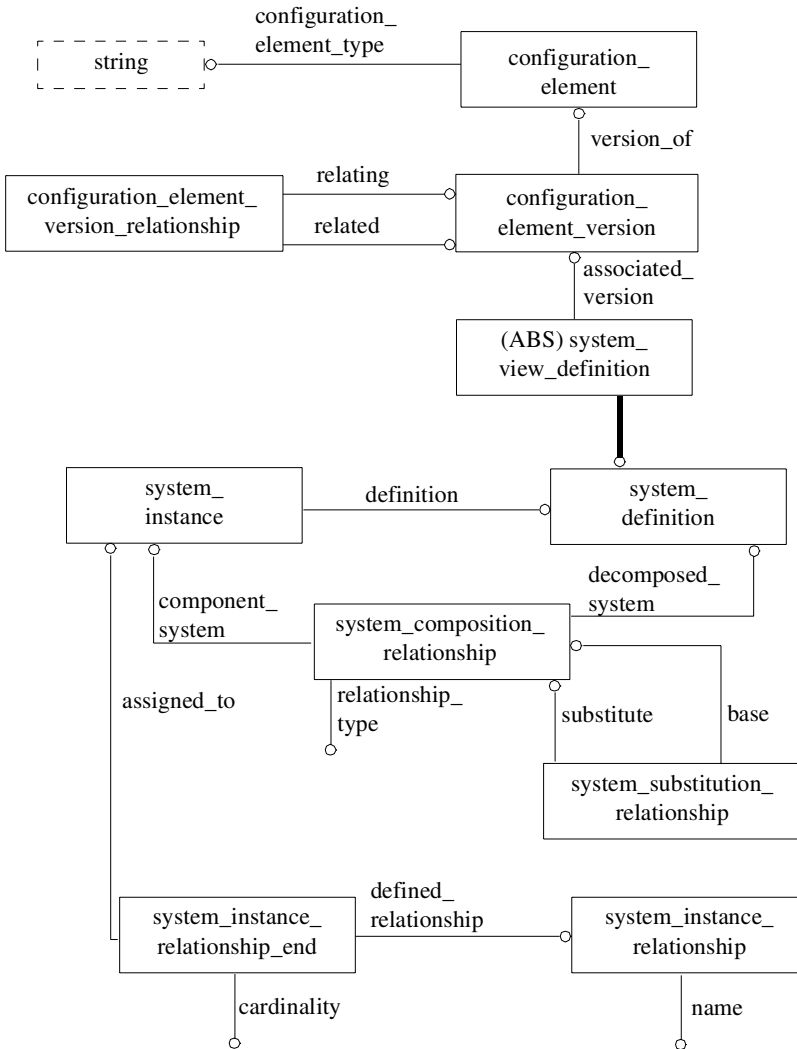 configuration_
element_type
string
configuration_
element
version_of
configuration_element_
version_relationship
relating
related
configuration_
element_version
associated_
version
(ABS) system_
view_definition
system_
instance
definition
system_
definition
component_
system
decomposed_
system
system_composition_
relationship
assigned_to
relationship_
type
substitute
base
system_substitution_
relationship
system_instance_
relationship_end
defined_
relationship
system_instance_
relationship
cardinality
name